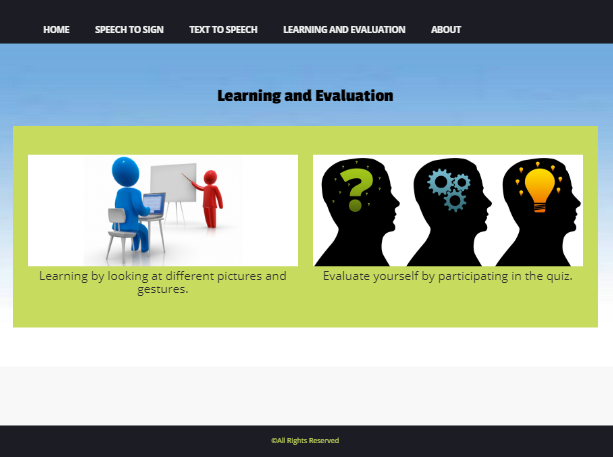 HOME SPEECH TO SIGN TEXT TO SPEECH LEARNING AND EVALUATION ABOUT
Learning and Evaluation
Learning by looking at different pictures and
gestures.
Evaluate yourself by participating in the quiz.
©All Rights Reserved